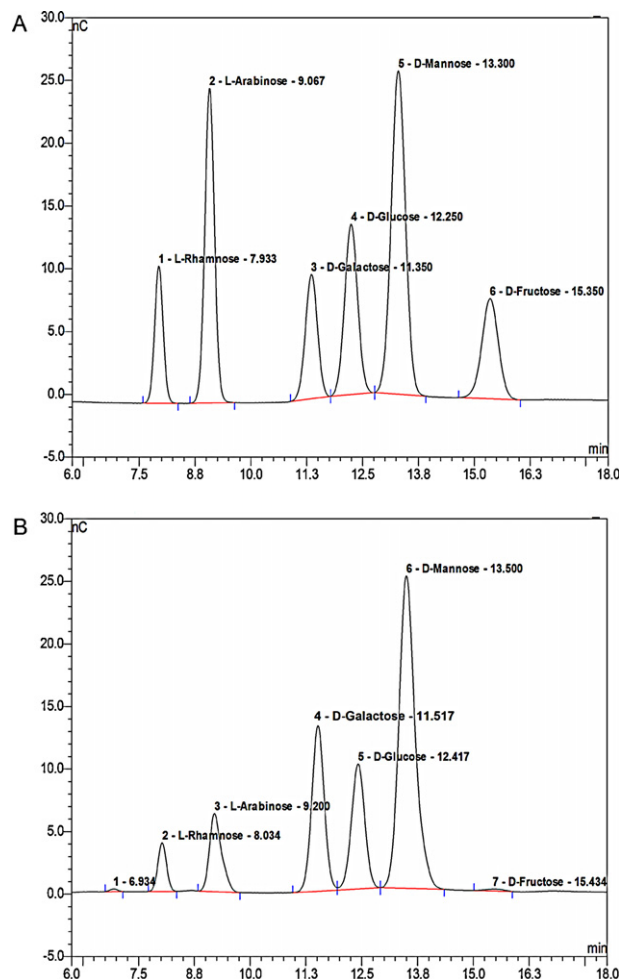 A
30.0
nC
5 - D-Mannose - 13.300
2 - L-Arabinose - 9.067
25.0
20.0
4 - D-Glucose - 12.250
15.0
1 - L-Rhamnose - 7.933
3 - D-Galactose - 11.350
10.0
6 - D-Fructose - 15.350
5.0
0.0
min
-5.0
6.0 7.5 8.8 10.0 11.3 12.5 13.8 15.0 16.3 18.0
B
30.0
nC
6 - D-Mannose - 13.500
25.0
20.0
15.0
4 - D-Galactose - 11.517
5 - D-Glucose - 12.417
10.0
3 - L-Arabinose - 9.200
5.0
2 - L-Rhamnose - 8.034
1 - 6.934
7 - D-Fructose - 15.434
0.0
min
-5.0
6.0 7.5 8.8 10.0 11.3 12.5 13.8 15.0 16.3 18.0